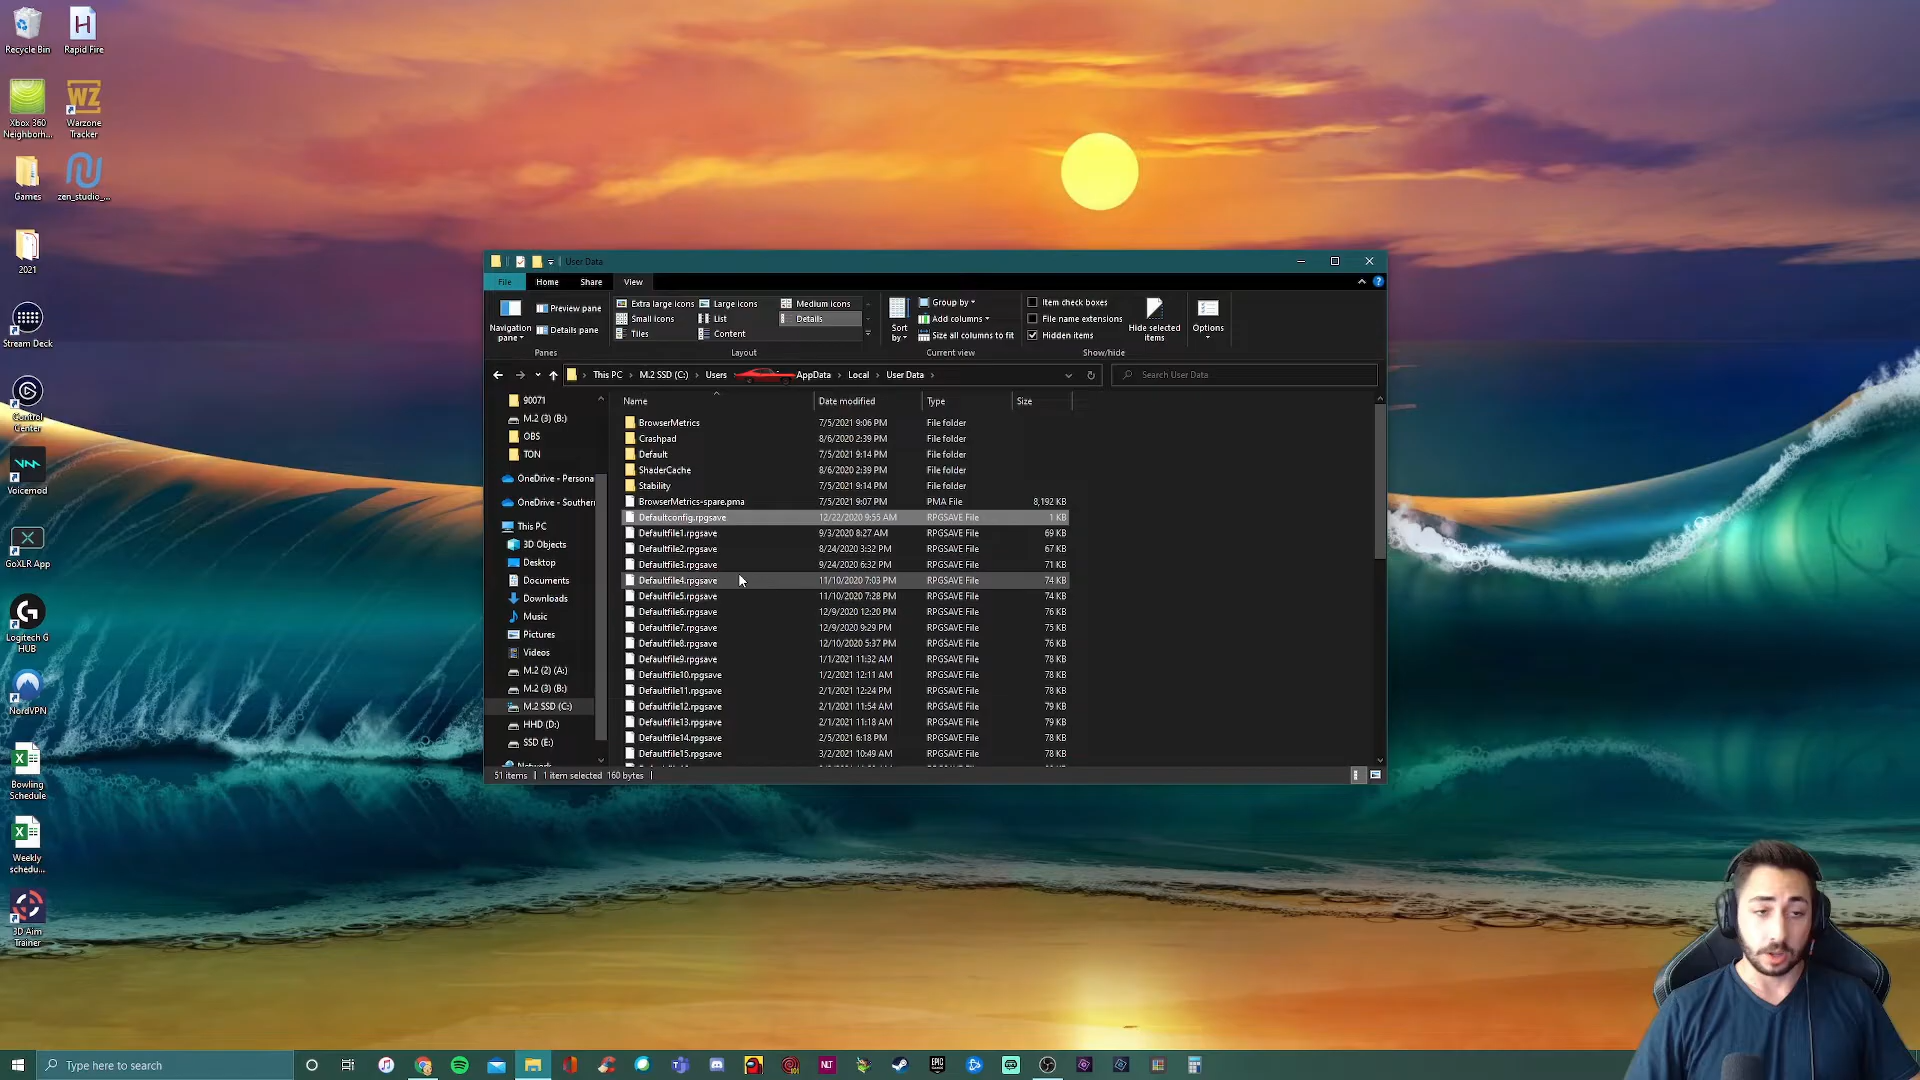 Recycle Bin
Rapid Fire
Xbox 360
Neighborh...
WZ
Warzone
Tracker
Games
zen_studio_...
2021
Stream Deck
Control
Center
Voicemod
GoXLR App
Logitech G
HUB
NordVPN
Bowling
Schedule
Weekly
schedu...
3D Aim
Trainer
User Data
File Home Share View
Navigation
pane
Preview pane
Details pane
Panes
Extra large icons Large icons Medium icons
Small icons List Details
Tiles Content
Layout
Sort
by
Group by
Add columns
Size all columns to fit
Current view
Item check boxes
File name extensions
Hidden items
Hide selected
items
Show/hide
Options
This PC M.2 SSD (C:) Users AppData Local User Data
Search User Data
90071
M.2 (3) (B:)
OBS
TON
OneDrive - Persona
OneDrive - Southern
This PC
3D Objects
Desktop
Documents
Downloads
Music
Pictures
Videos
M.2 (2) (A:)
M.2 (3) (B:)
M.2 SSD (C:)
HHD (D:)
SSD (E:)
Name Date modified Type Size
BrowserMetrics 7/5/2021 9:06 PM File folder
Crashpad 8/6/2020 2:39 PM File folder
Default 7/5/2021 9:14 PM File folder
ShaderCache 8/6/2020 2:39 PM File folder
Stability 7/5/2021 9:14 PM File folder
BrowserMetrics-spare.pma 7/5/2021 9:07 PM PMA File 8,192 KB
Defaultconfig.rpgsave 12/22/2020 9:55 AM RPGSAVE File 1 KB
Defaultfile1.rpgsave 9/3/2020 8:27 AM RPGSAVE File 69 KB
Defaultfile2.rpgsave 8/24/2020 3:32 PM RPGSAVE File 67 KB
Defaultfile3.rpgsave 9/24/2020 6:32 PM RPGSAVE File 71 KB
Defaultfile4.rpgsave 11/10/2020 7:03 PM RPGSAVE File 74 KB
Defaultfile5.rpgsave 11/10/2020 7:28 PM RPGSAVE File 74 KB
Defaultfile6.rpgsave 12/9/2020 12:20 PM RPGSAVE File 76 KB
Defaultfile7.rpgsave 12/9/2020 9:29 PM RPGSAVE File 75 KB
Defaultfile8.rpgsave 12/10/2020 5:37 PM RPGSAVE File 76 KB
Defaultfile9.rpgsave 1/1/2021 11:32 AM RPGSAVE File 78 KB
Defaultfile10.rpgsave 1/2/2021 12:11 AM RPGSAVE File 78 KB
Defaultfile11.rpgsave 2/1/2021 12:24 PM RPGSAVE File 78 KB
Defaultfile12.rpgsave 2/1/2021 11:54 AM RPGSAVE File 79 KB
Defaultfile13.rpgsave 2/1/2021 11:18 AM RPGSAVE File 79 KB
Defaultfile14.rpgsave 2/5/2021 6:18 PM RPGSAVE File 78 KB
Defaultfile15.rpgsave 3/2/2021 10:49 AM RPGSAVE File 78 KB
51 items 1 item selected 160 bytes
Type here to search
NLT